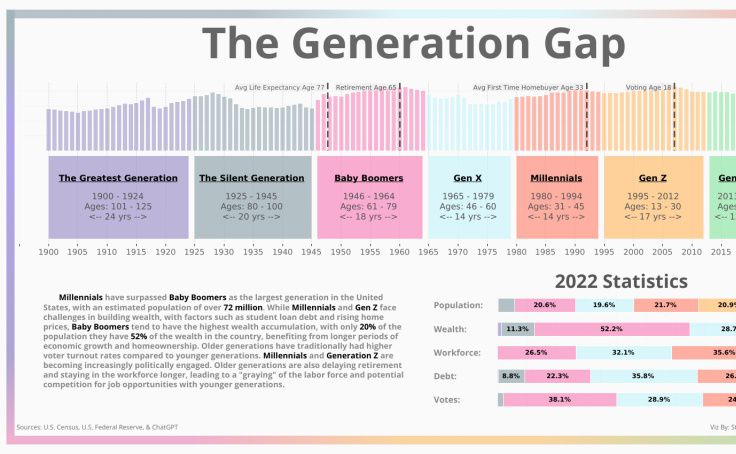 The Generation Gap
Avg Life Expectancy Age 77
Retirement Age 65
Avg First Time Homebuyer Age 33
Voting Age 18
The Greatest Generation
1900 - 1924
Ages: 101 - 125
<-- 24 yrs -->
The Silent Generation
1925 - 1945
Ages: 80 - 100
<-- 20 yrs -->
Baby Boomers
1946 - 1964
Ages: 61 - 79
<-- 18 yrs -->
Gen X
1965 - 1979
Ages: 46 - 60
<-- 14 yrs -->
Millennials
1980 - 1994
Ages: 31 - 45
<-- 14 yrs -->
Gen Z
1995 - 2012
Ages: 13 - 30
<-- 17 yrs -->
Gen
2013
Ages:
<-- 1
1900 1905 1910 1915 1920 1925 1930 1935 1940 1945 1950 1955 1960 1965 1970 1975 1980 1985 1990 1995 2000 2005 2010 2015
Millennials have surpassed Baby Boomers as the largest generation in the United
States, with an estimated population of over 72 million. While Millennials and Gen Z face
challenges in building wealth, with factors such as student loan debt and rising home
prices, Baby Boomers tend to have the highest wealth accumulation, with only 20% of the
population they have 52% of the wealth in the country, benefiting from longer periods of
economic growth and homeownership. Older generations have traditionally had higher
voter turnout rates compared to younger generations. Millennials and Generation Z are
becoming increasingly politically engaged. Older generations are also delaying retirement
and staying in the workforce longer, leading to a "graying" of the labor force and potential
competition for job opportunities with younger generations.
2022 Statistics
Population: 20.6% 19.6% 21.7% 20.9%
Wealth: 11.3% 52.2% 28.7
Workforce: 26.5% 32.1% 35.6%
Debt: 8.8% 22.3% 35.8% 26.
Votes: 38.1% 28.9% 24
Sources: U.S. Census, U.S, Federal Reserve, & ChatGPT
Viz By: St